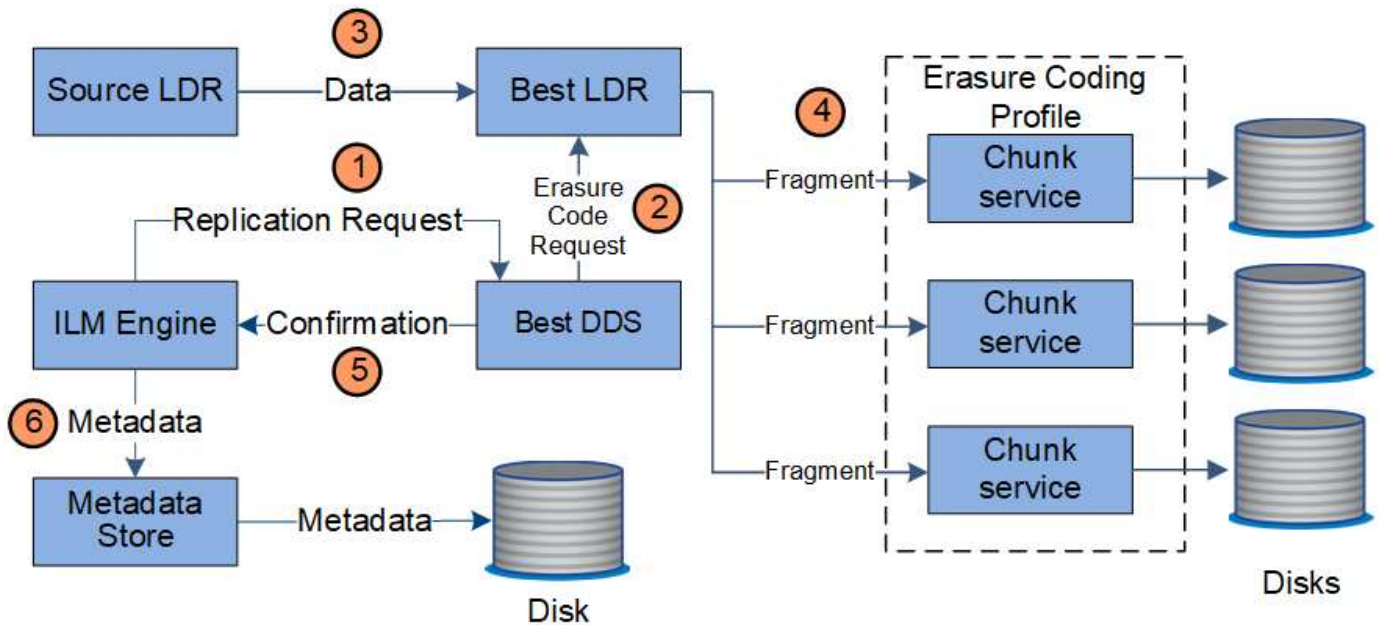 3
Source LDR
Data
Best LDR
4
Erasure Coding
Profile
Fragment
Chunk
service
1
Replication Request
Erasure
Code
Request
2
ILM Engine
Confirmation
5
Best DDS
Fragment
Chunk
service
6
Metadata
Fragment
Chunk
service
Metadata
Store
Metadata
Disk
Disks